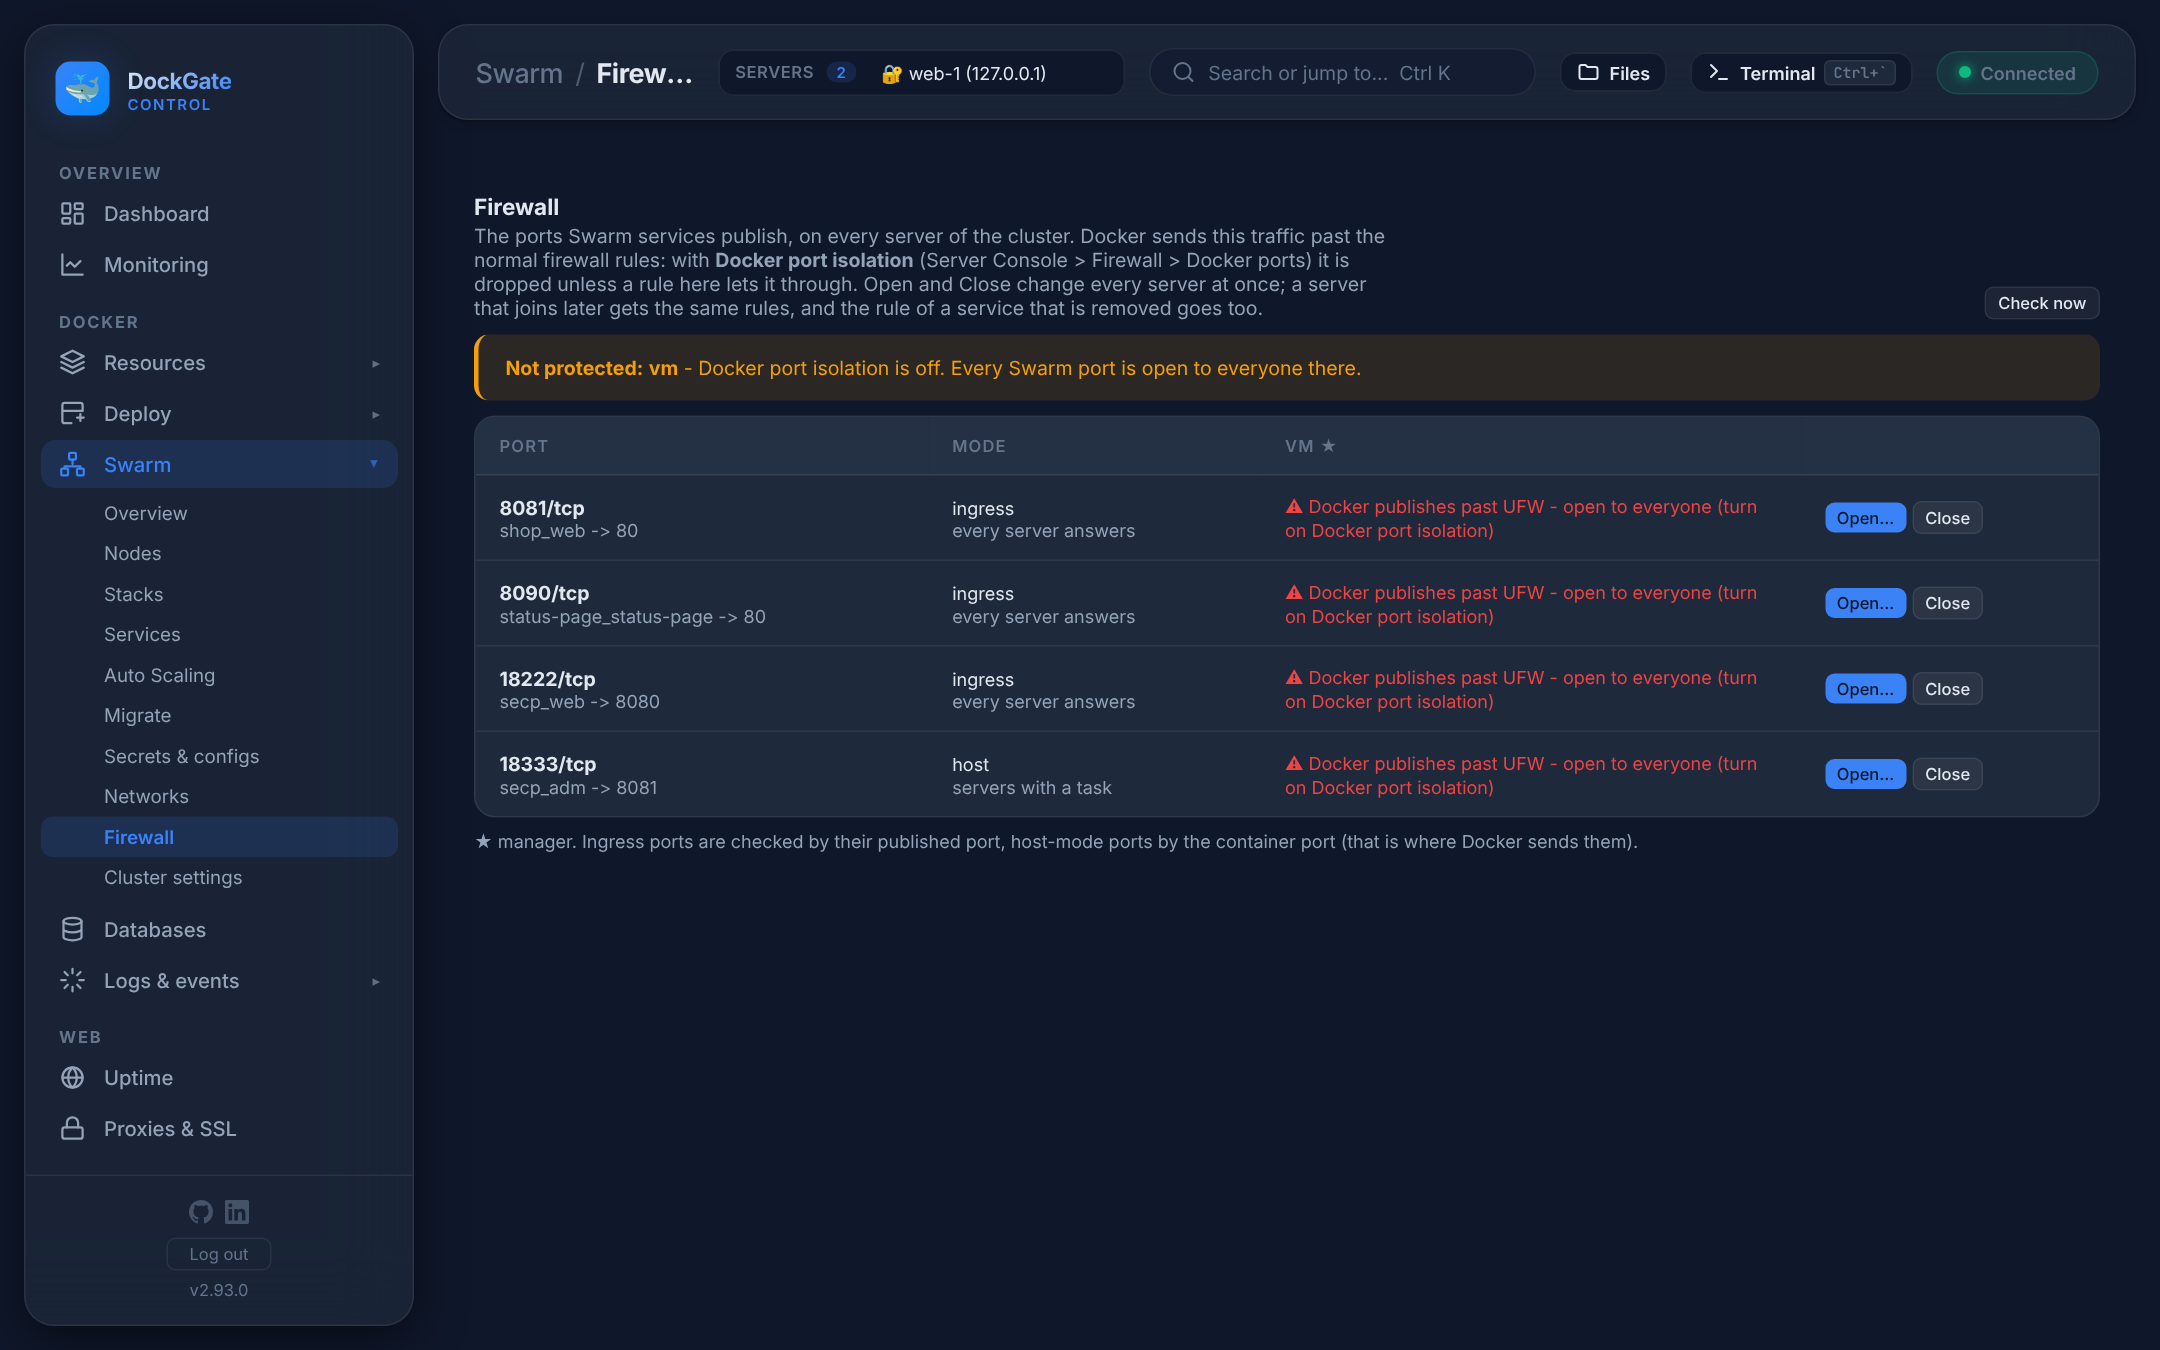 DockGate
CONTROL
OVERVIEW
Dashboard
Monitoring
DOCKER
Resources
Deploy
Swarm
Overview
Nodes
Stacks
Services
Auto Scaling
Migrate
Secrets & configs
Networks
Firewall
Cluster settings
Databases
Logs & events
WEB
Uptime
Proxies & SSL
Log out
v2.93.0
Swarm / Firew...
SERVERS 2 web-1 (127.0.0.1)
Search or jump to... Ctrl K
Files
Terminal Ctrl+`
Connected
Firewall
The ports Swarm services publish, on every server of the cluster. Docker sends this traffic past the
normal firewall rules: with Docker port isolation (Server Console > Firewall > Docker ports) it is
dropped unless a rule here lets it through. Open and Close change every server at once; a server
that joins later gets the same rules, and the rule of a service that is removed goes too.
Check now
Not protected: vm - Docker port isolation is off. Every Swarm port is open to everyone there.
PORT MODE VM ★
8081/tcp
shop_web -> 80
ingress
every server answers
Docker publishes past UFW - open to everyone (turn
on Docker port isolation)
Open... Close
8090/tcp
status-page_status-page -> 80
ingress
every server answers
Docker publishes past UFW - open to everyone (turn
on Docker port isolation)
Open... Close
18222/tcp
secp_web -> 8080
ingress
every server answers
Docker publishes past UFW - open to everyone (turn
on Docker port isolation)
Open... Close
18333/tcp
secp_adm -> 8081
host
servers with a task
Docker publishes past UFW - open to everyone (turn
on Docker port isolation)
Open... Close
★ manager. Ingress ports are checked by their published port, host-mode ports by the container port (that is where Docker sends them).